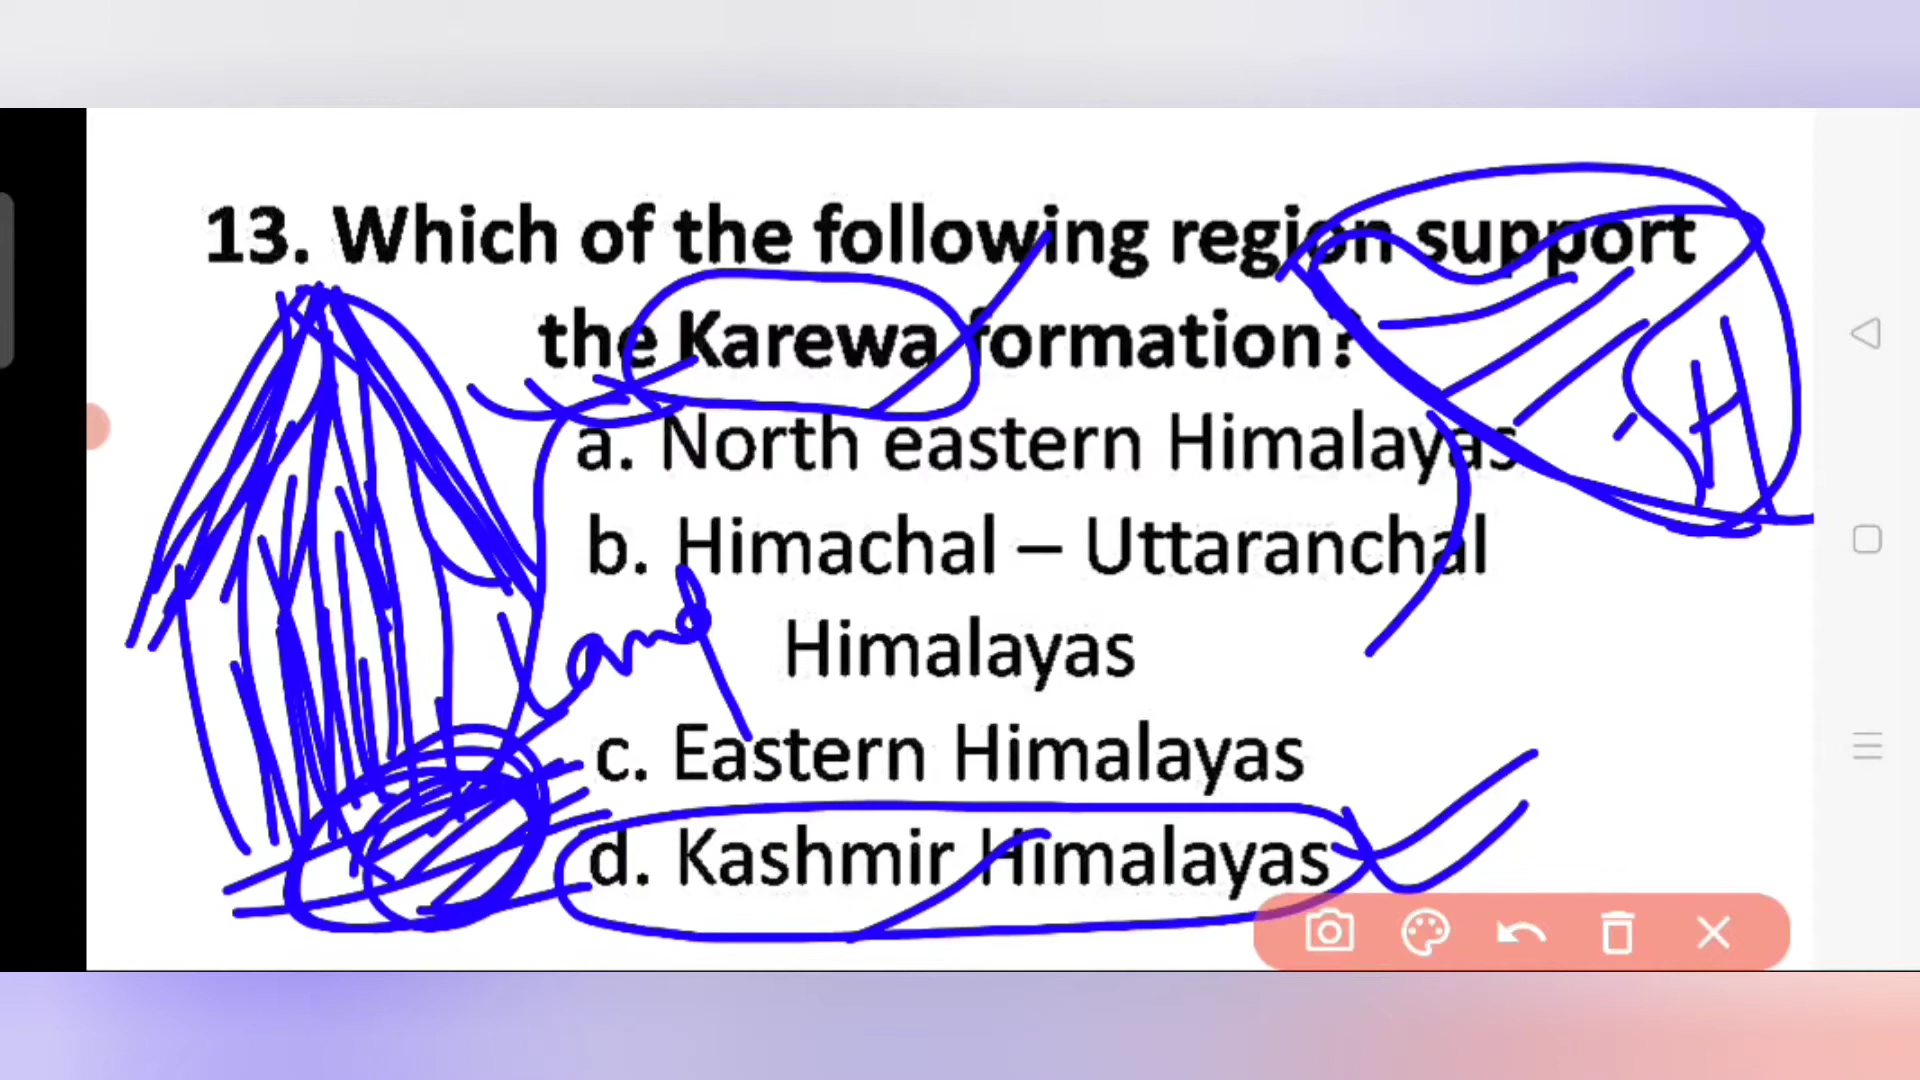 13. Which of the following region support
the Karewa formation?
a. North eastern Himalayas
b. Himachal – Uttaranchal
Himalayas
and
c. Eastern Himalayas
d. Kashmir Himalayas
H